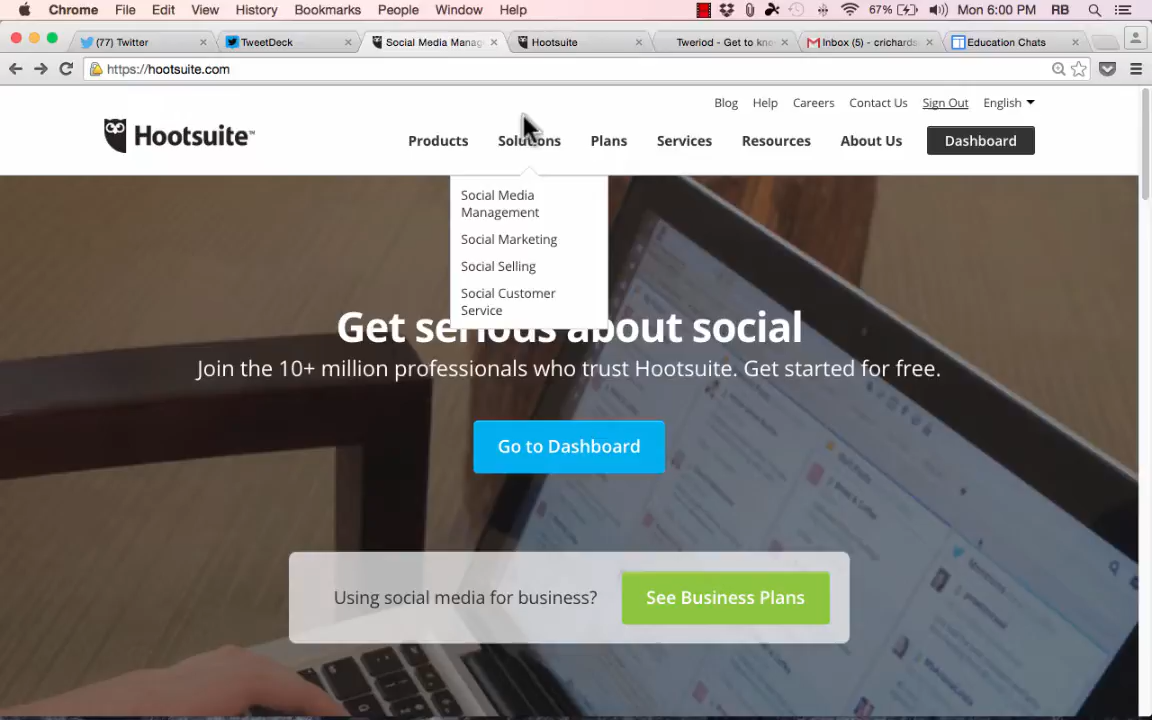 Chrome File Edit View History Bookmarks People Window Help 67% Mon 6:00 PM RB
(77) Twitter TweetDeck Social Media Manag Hootsuite Tweriod - Get to kn Inbox (5) - crichards Education Chats
https://hootsuite.com
Blog Help Careers Contact Us Sign Out English
Hootsuite™ Products Solutions Plans Services Resources About Us Dashboard
Social Media
Management
Social Marketing
Social Selling
Social Customer
Service
Get serious about social
Join the 10+ million professionals who trust Hootsuite. Get started for free.
Go to Dashboard
Using social media for business? See Business Plans